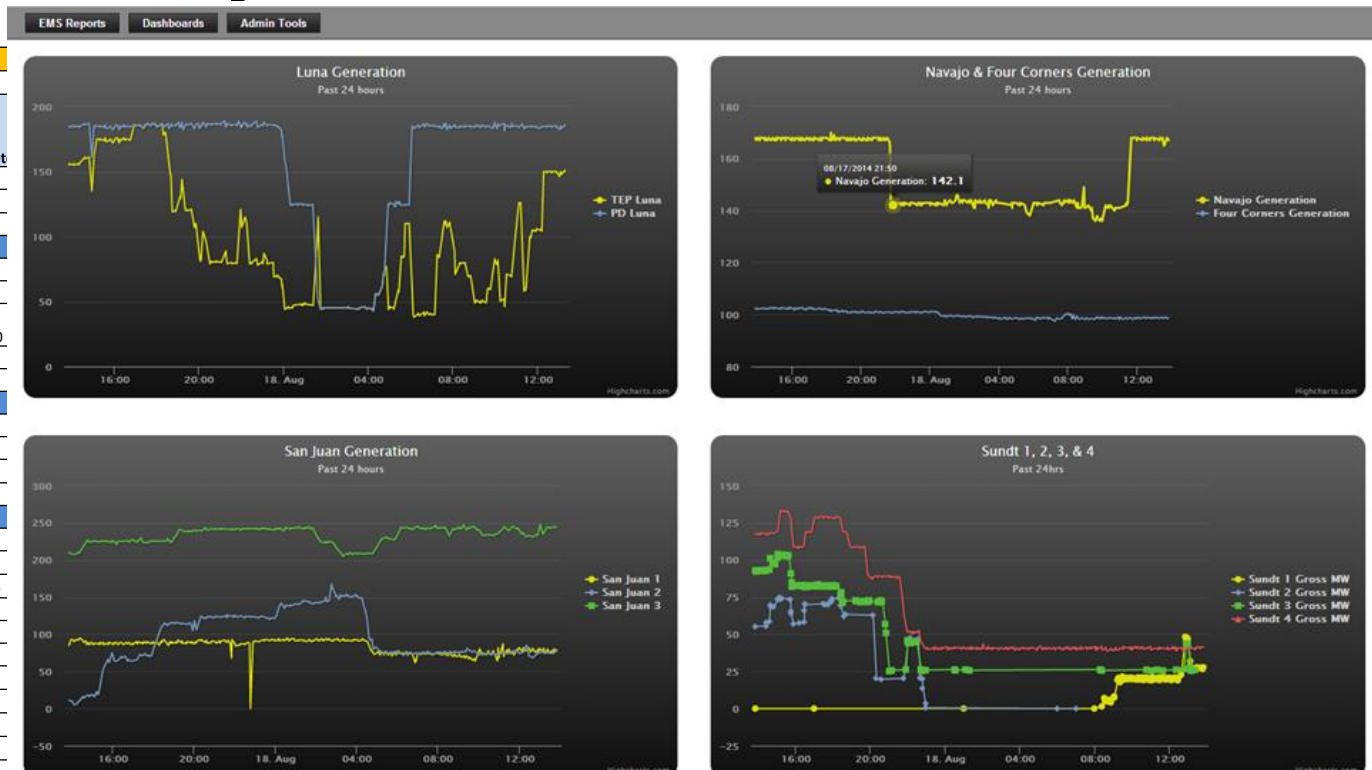 EMS Reports Dashboards Admin Tools
Luna Generation
Past 24 hours
200
150
100
50
0
16:00 20:00 18. Aug 04:00 08:00 12:00
TEP Luna
PD Luna
Highcharts.com
Navajo & Four Corners Generation
Past 24 hours
180
160
140
120
100
80
08/17/2014 21:50
Navajo Generation: 142.1
16:00 20:00 18. Aug 04:00 08:00 12:00
Navajo Generation
Four Corners Generation
Highcharts.com
San Juan Generation
Past 24 hours
300
250
200
150
100
50
0
-50
16:00 20:00 18. Aug 04:00 08:00 12:00
San Juan 1
San Juan 2
San Juan 3
Highcharts.com
Sundt 1, 2, 3, & 4
Past 24hrs
150
125
100
75
50
25
0
-25
16:00 20:00 18. Aug 04:00 08:00 12:00
Sundt 1 Gross MW
Sundt 2 Gross MW
Sundt 3 Gross MW
Sundt 4 Gross MW
Highcharts.com